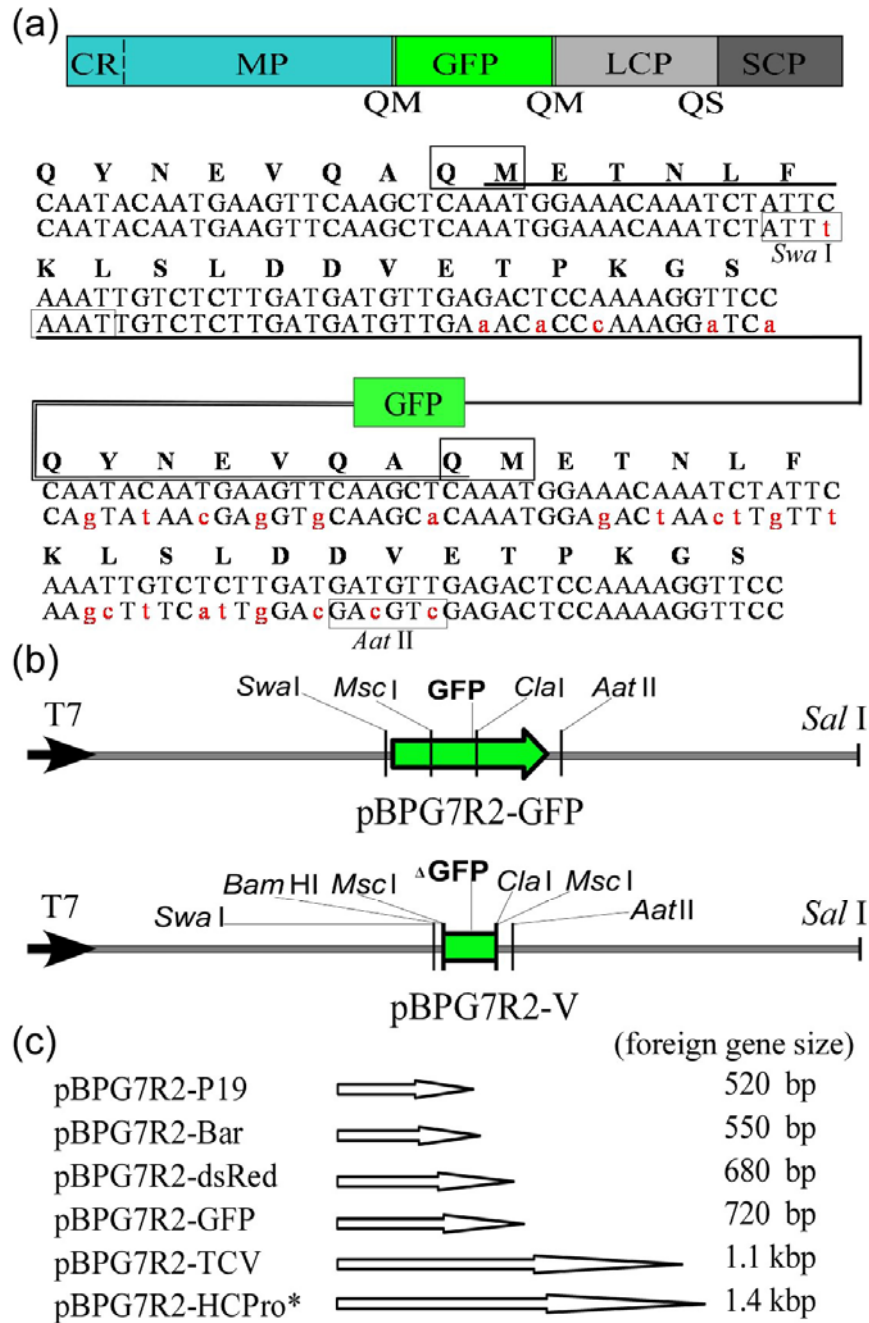 (a)
CR MP GFP LCP SCP
QM QM QS
Q Y N E V Q A Q M E T N L F
CAATACAATGAAGTTCAAGCTCAAATGGAAACAAATCTATTC
CAATACAATGAAGTTCAAGCTCAAATGGAAACAAATCTATTt
Swa I
K L S L D D V E T P K G S
AAATTGTCTCTTGATGATGTTGAGACTCCAAAAGGTTCC
AAATTGTCTCTTGATGATGTTGAaACaCCcAAAGGaTCa
GFP
Q Y N E V Q A Q M E T N L F
CAATACAATGAAGTTCAAGCTCAAATGGAAACAAATCTATTC
CAgTAtAAcGAgGTgCAAGCaCAAATGGAgACtAActTgTTt
K L S L D D V E T P K G S
AAATTGTCTCTTGATGATGTTGAGACTCCAAAAGGTTCC
AAgcTtTCatTgGAcGAcGTcGAGACTCCAAAAGGTTCC
Aat II
(b)
T7 SwaI MscI GFP ClaI AatII Sal I
pBPG7R2-GFP
T7 SwaI BamHI MscI ΔGFP ClaI MscI AatII Sal I
pBPG7R2-V
(c) (foreign gene size)
pBPG7R2-P19 520 bp
pBPG7R2-Bar 550 bp
pBPG7R2-dsRed 680 bp
pBPG7R2-GFP 720 bp
pBPG7R2-TCV 1.1 kbp
pBPG7R2-HCPro* 1.4 kbp